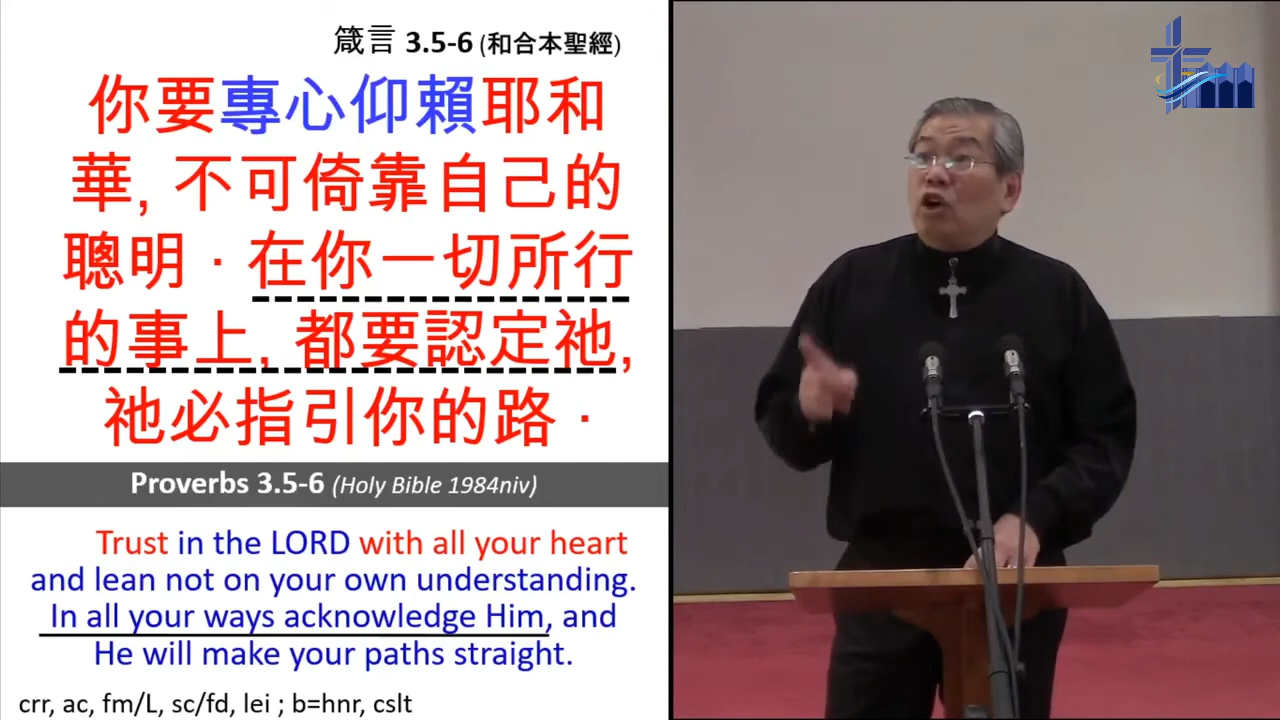 箴言 3.5-6 (和合本聖經)
你要專心仰賴耶和
華, 不可倚靠自己的
聰明．在你一切所行
的事上, 都要認定祂,
祂必指引你的路．
Proverbs 3.5-6 (Holy Bible 1984niv)
Trust in the LORD with all your heart
and lean not on your own understanding.
In all your ways acknowledge Him, and
He will make your paths straight.
crr, ac, fm/L, sc/fd, lei ; b=hnr, cslt